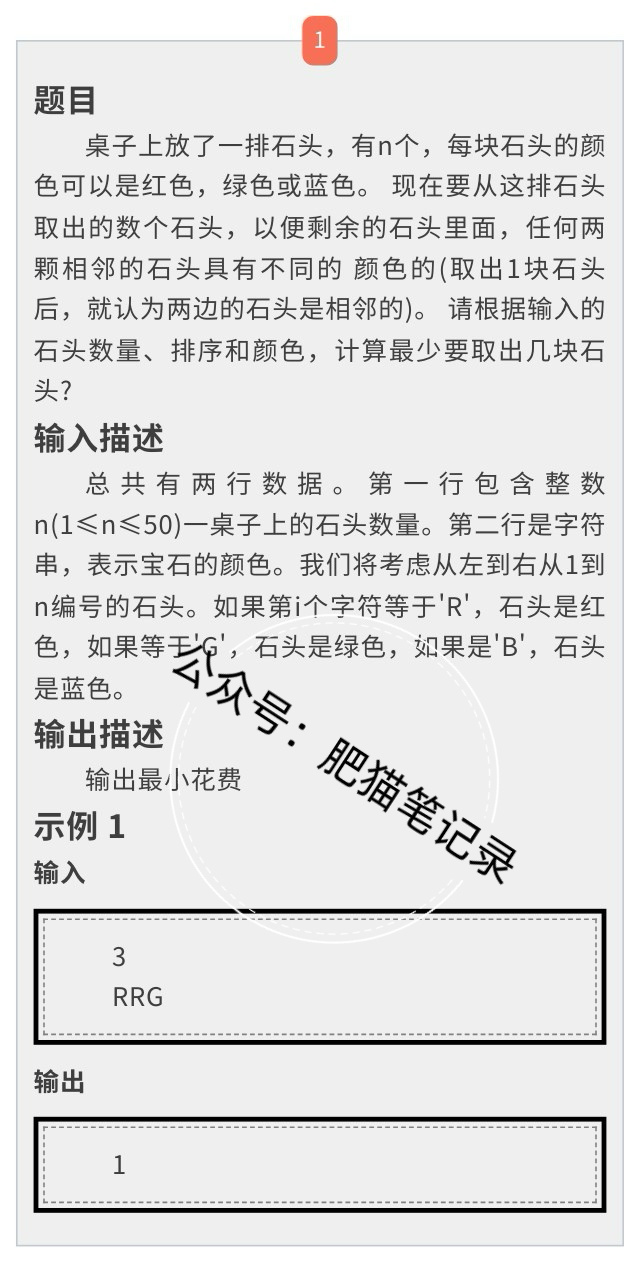 1
题目
桌子上放了一排石头，有n个，每块石头的颜
色可以是红色，绿色或蓝色。 现在要从这排石头
取出的数个石头，以便剩余的石头里面，任何两
颗相邻的石头具有不同的 颜色的(取出1块石头
后，就认为两边的石头是相邻的)。 请根据输入的
石头数量、排序和颜色，计算最少要取出几块石
头?
输入描述
总共有两行数据。第一行包含整数
n(1≤n≤50)一桌子上的石头数量。第二行是字符
串，表示宝石的颜色。我们将考虑从左到右从1到
n编号的石头。如果第i个字符等于'R'，石头是红
色，如果等于'G'，石头是绿色，如果是'B'，石头
是蓝色。
公众号：肥猫笔记录
输出描述
输出最小花费
示例 1
输入
3
RRG
输出
1